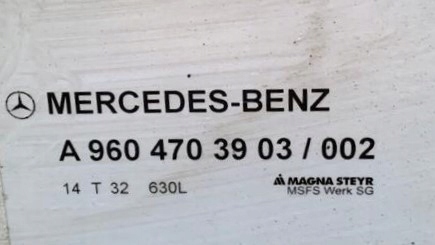 MERCEDES-BENZ
A 960 470 39 03 / 002
14 T 32 630L
MAGNA STEYR
MSFS Werk SG